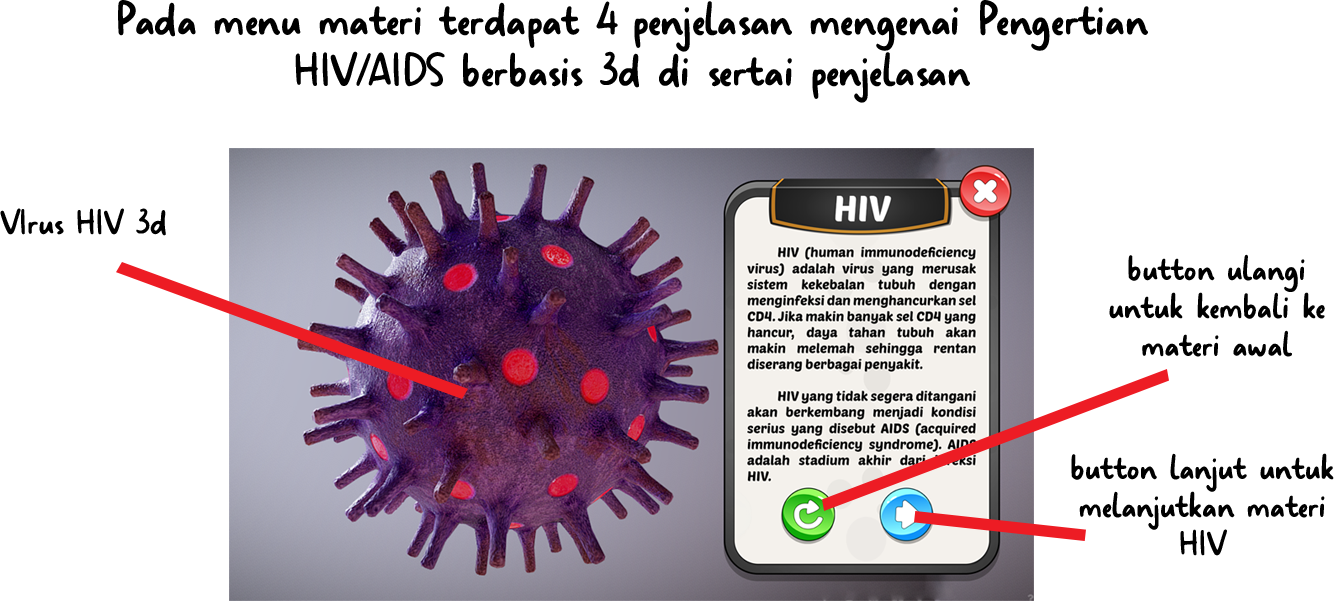 Pada menu materi terdapat 4 penjelasan mengenai Pengertian
HIV/AIDS berbasis 3d di sertai penjelasan
VIrus HIV 3d
HIV
HIV (human immunodeficiency
virus) adalah virus yang merusak
sistem kekebalan tubuh dengan
menginfeksi dan menghancurkan sel
CD4. Jika makin banyak sel CD4 yang
hancur, daya tahan tubuh akan
makin melemah sehingga rentan
diserang berbagai penyakit.
HIV yang tidak segera ditangani
akan berkembang menjadi kondisi
serius yang disebut AIDS (acquired
immunodeficiency syndrome). AIDS
adalah stadium akhir dari infeksi
HIV.
button ulangi
untuk kembali ke
materi awal
button lanjut untuk
melanjutkan materi
HIV